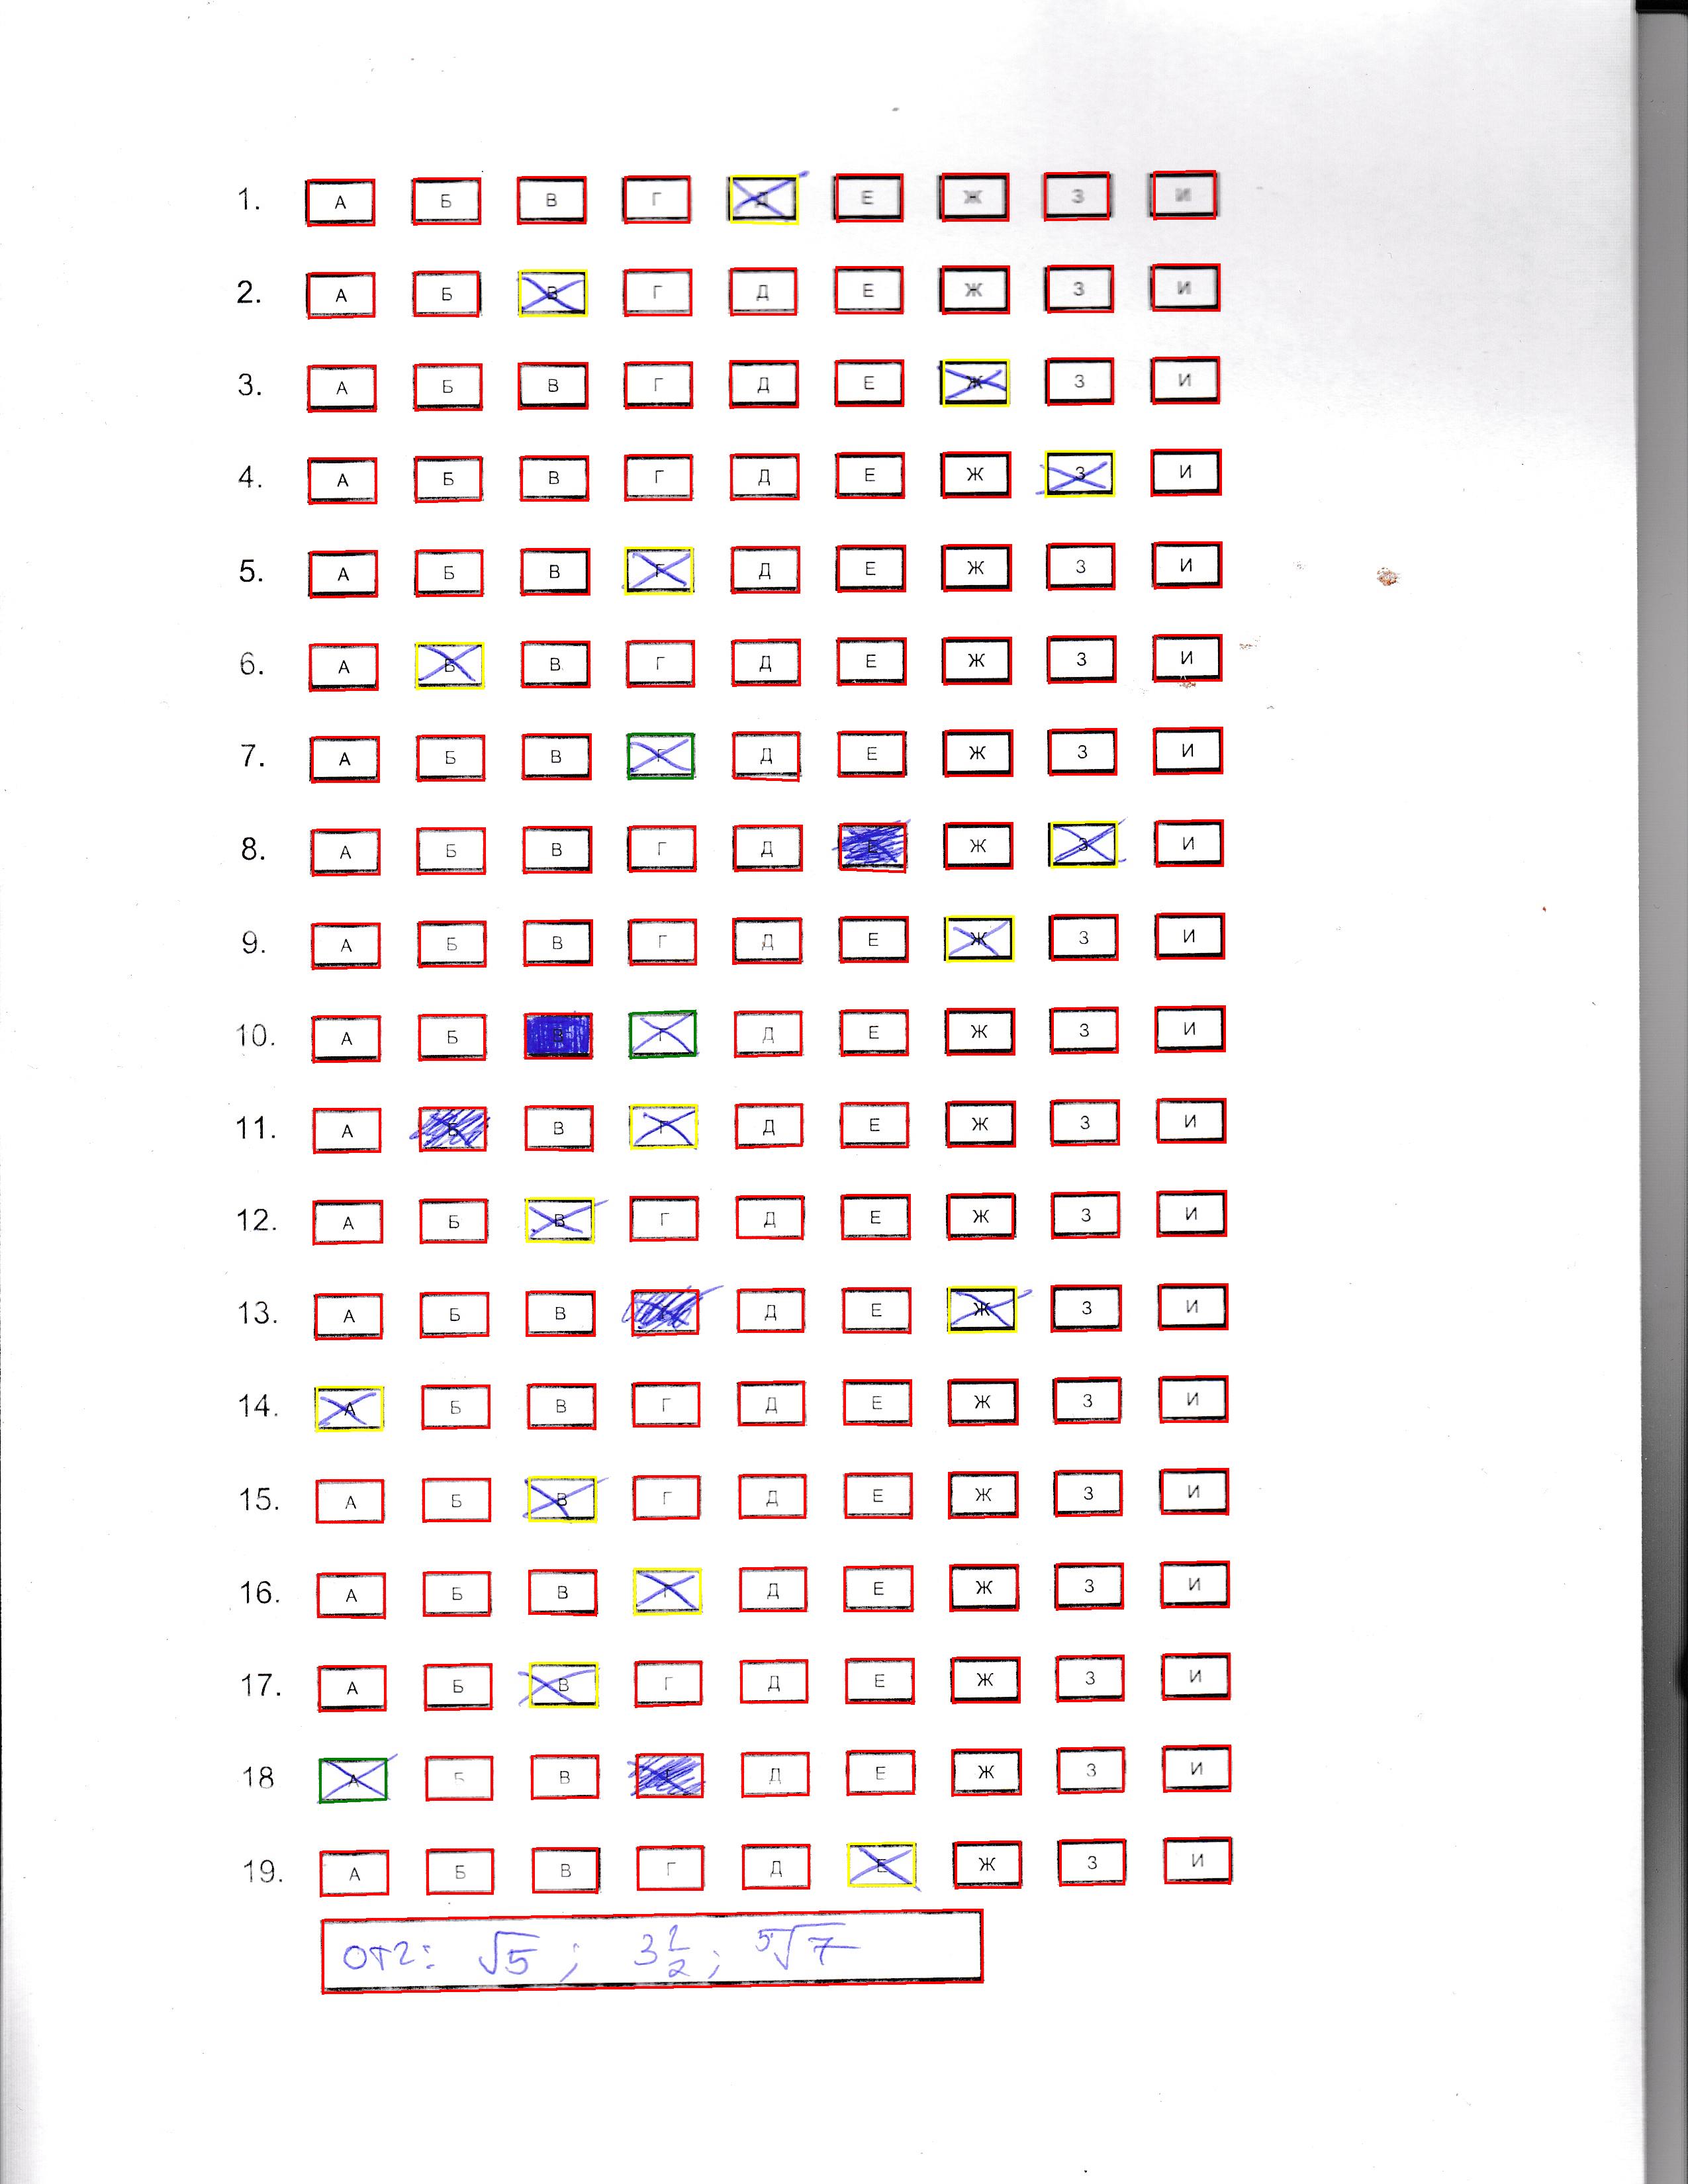 1. А Б В Г Д Е Ж З И
2. А Б В Г Д Е Ж З И
3. А Б В Г Д Е Ж З И
4. А Б В Г Д Е Ж З И
5. А Б В Г Д Е Ж З И
6. А Б В Г Д Е Ж З И
7. А Б В Г Д Е Ж З И
8. А Б В Г Д Е Ж З И
9. А Б В Г Д Е Ж З И
10. А Б В Г Д Е Ж З И
11. А Б В Г Д Е Ж З И
12. А Б В Г Д Е Ж З И
13. А Б В Д Е Ж З И
14. А Б В Г Д Е Ж З И
15. А Б В Г Д Е Ж З И
16. А Б В Г Д Е Ж З И
17. А Б В Г Д Е Ж З И
18 А Б В Г Д Е Ж З И
19. А Б В Г Д Е Ж З И
отг: √5 ; 3 1/2 ; ⁵√7